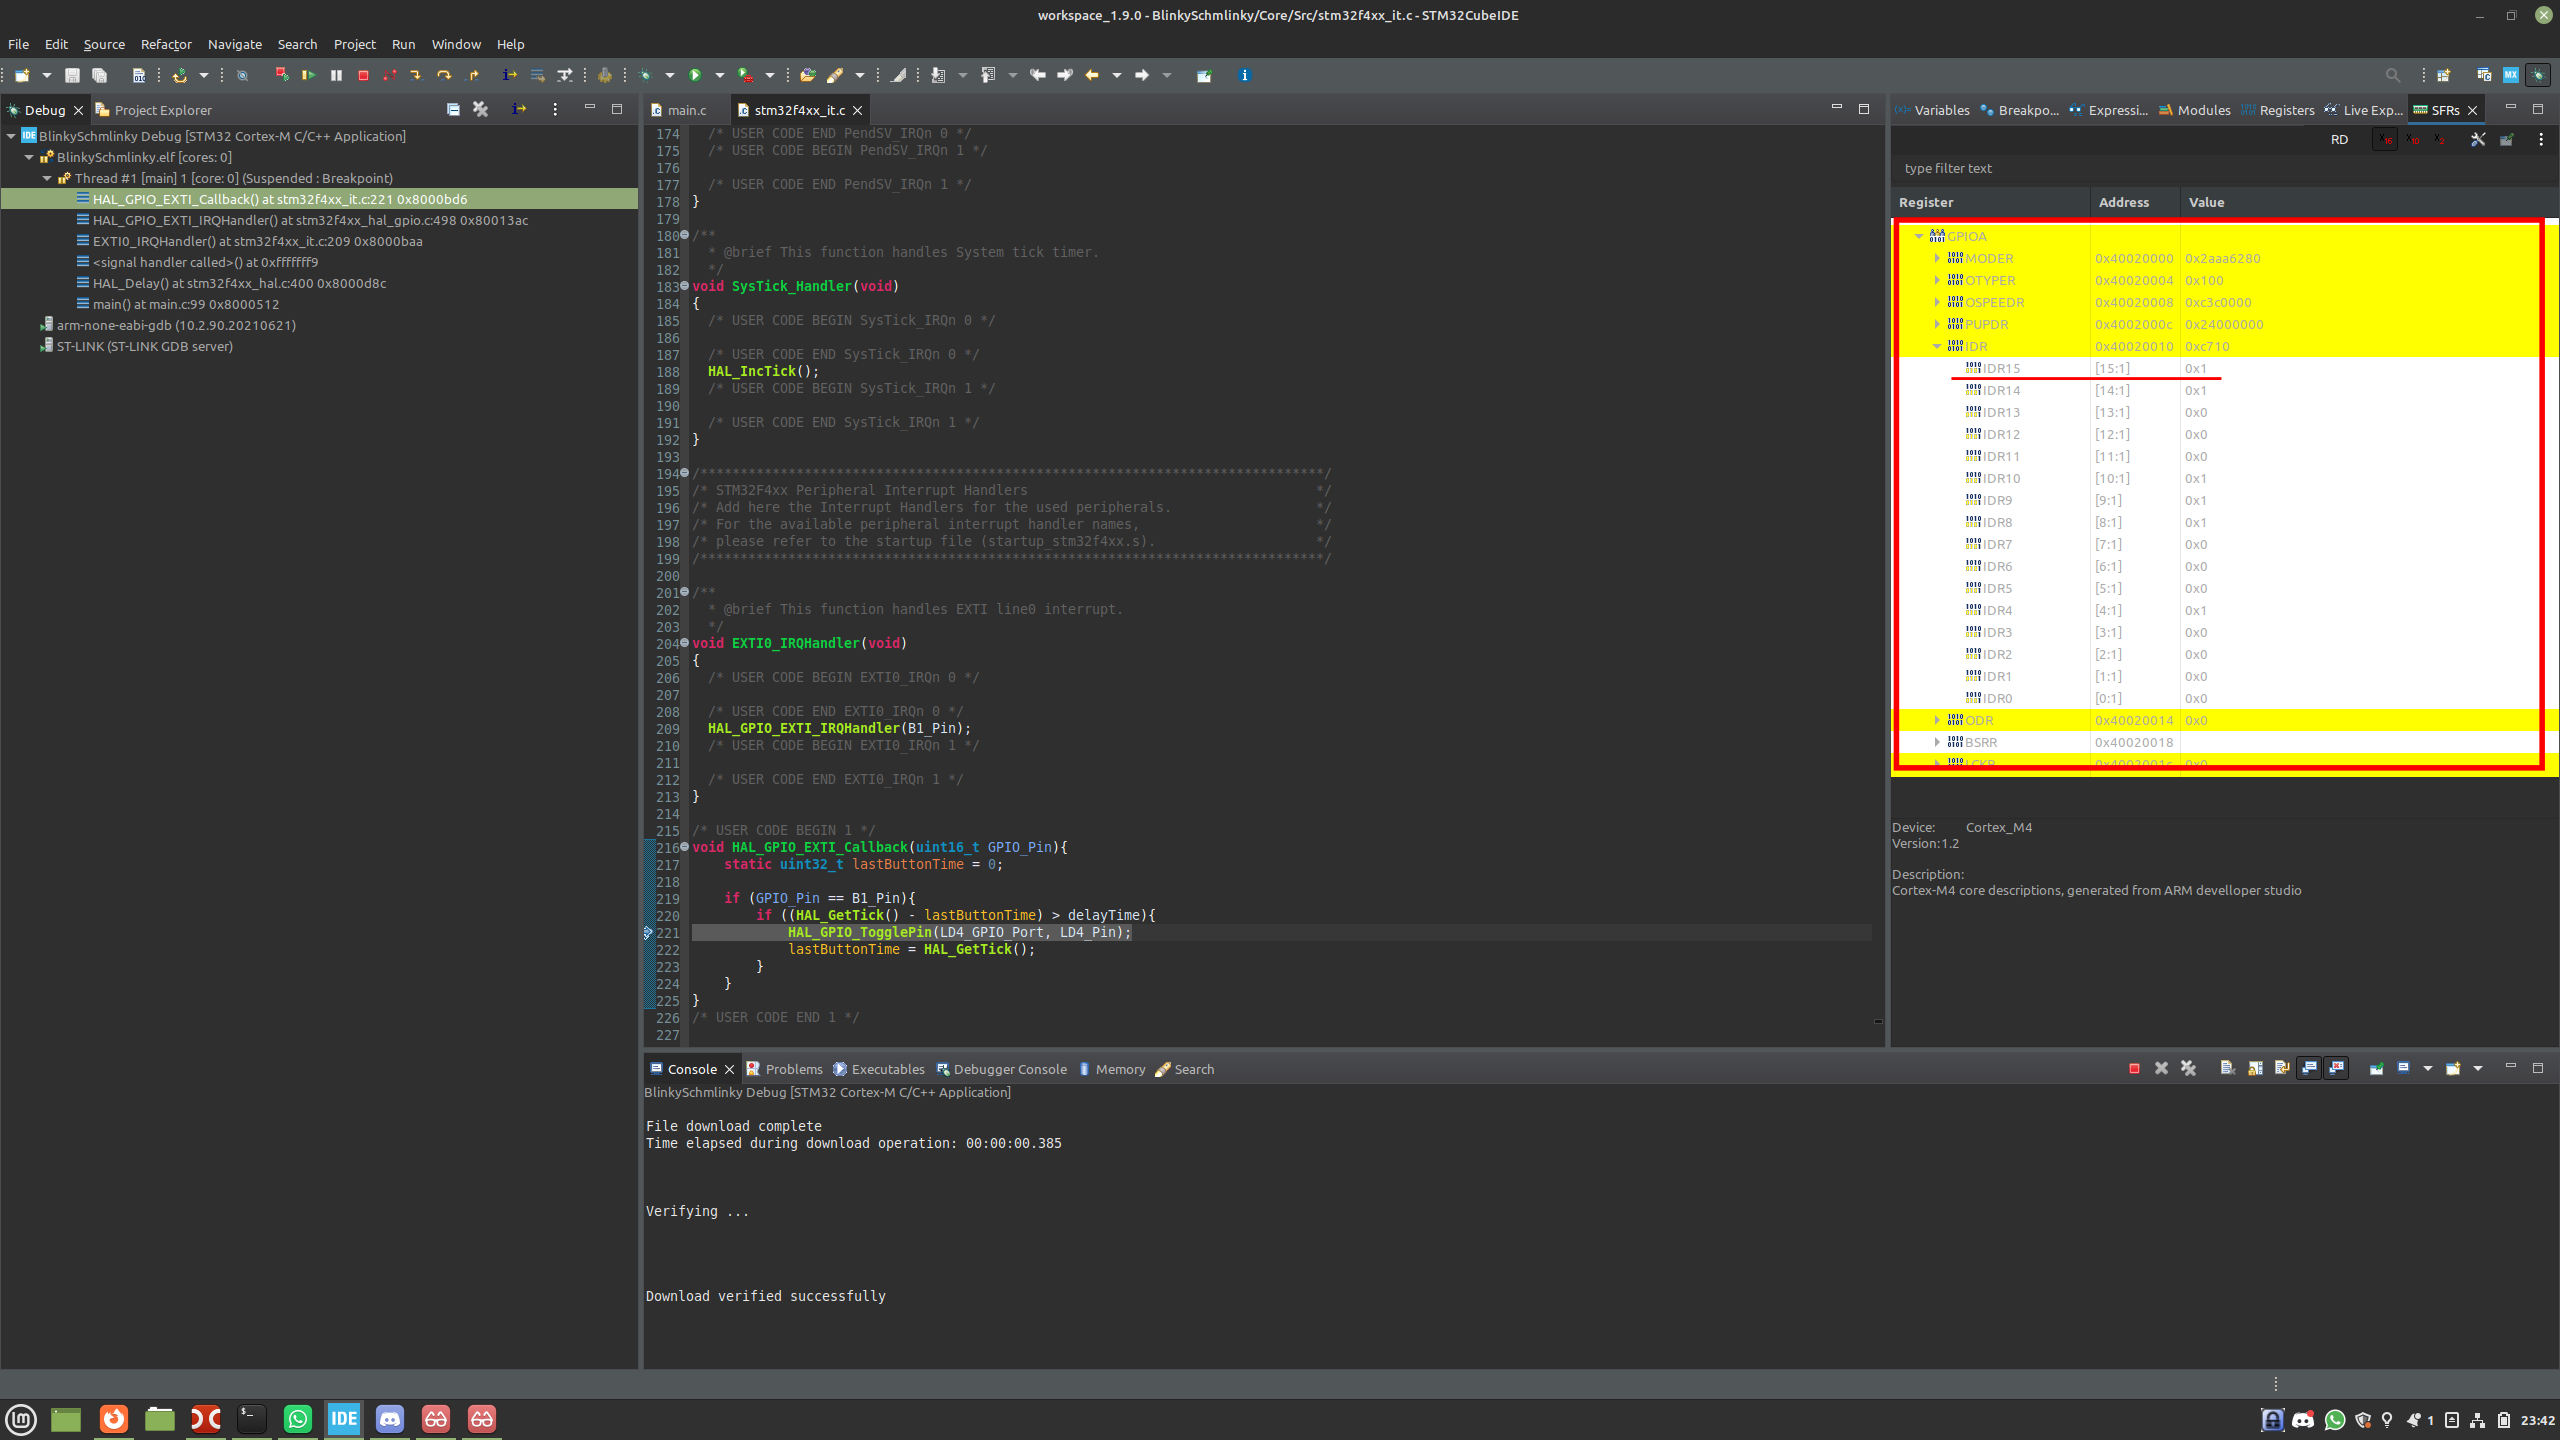 workspace_1.9.0 - BlinkySchmlinky/Core/Src/stm32f4xx_it.c - STM32CubeIDE
File Edit Source Refactor Navigate Search Project Run Window Help
Debug
Project Explorer
BlinkySchmlinky Debug [STM32 Cortex-M C/C++ Application]
BlinkySchmlinky.elf [cores: 0]
Thread #1 [main] 1 [core: 0] (Suspended : Breakpoint)
HAL_GPIO_EXTI_Callback() at stm32f4xx_it.c:221 0x8000bd6
HAL_GPIO_EXTI_IRQHandler() at stm32f4xx_hal_gpio.c:498 0x80013ac
EXTI0_IRQHandler() at stm32f4xx_it.c:209 0x8000baa
<signal handler called>() at 0xfffffff9
HAL_Delay() at stm32f4xx_hal.c:400 0x8000d8c
main() at main.c:99 0x8000512
arm-none-eabi-gdb (10.2.90.20210621)
ST-LINK (ST-LINK GDB server)
main.c
stm32f4xx_it.c
174 /* USER CODE END PendSV_IRQn 0 */
175 /* USER CODE BEGIN PendSV_IRQn 1 */
176
177 /* USER CODE END PendSV_IRQn 1 */
178 }
179
180 /**
181 * @brief This function handles System tick timer.
182 */
183 void SysTick_Handler(void)
184 {
185 /* USER CODE BEGIN SysTick_IRQn 0 */
186
187 /* USER CODE END SysTick_IRQn 0 */
188 HAL_IncTick();
189 /* USER CODE BEGIN SysTick_IRQn 1 */
190
191 /* USER CODE END SysTick_IRQn 1 */
192 }
193
194 /******************************************************************************/
195 /* STM32F4xx Peripheral Interrupt Handlers */
196 /* Add here the Interrupt Handlers for the used peripherals. */
197 /* For the available peripheral interrupt handler names, */
198 /* please refer to the startup file (startup_stm32f4xx.s). */
199 /******************************************************************************/
200
201 /**
202 * @brief This function handles EXTI line0 interrupt.
203 */
204 void EXTI0_IRQHandler(void)
205 {
206 /* USER CODE BEGIN EXTI0_IRQn 0 */
207
208 /* USER CODE END EXTI0_IRQn 0 */
209 HAL_GPIO_EXTI_IRQHandler(B1_Pin);
210 /* USER CODE BEGIN EXTI0_IRQn 1 */
211
212 /* USER CODE END EXTI0_IRQn 1 */
213 }
214
215 /* USER CODE BEGIN 1 */
216 void HAL_GPIO_EXTI_Callback(uint16_t GPIO_Pin){
217 static uint32_t lastButtonTime = 0;
218
219 if (GPIO_Pin == B1_Pin){
220 if ((HAL_GetTick() - lastButtonTime) > delayTime){
221 HAL_GPIO_TogglePin(LD4_GPIO_Port, LD4_Pin);
222 lastButtonTime = HAL_GetTick();
223 }
224 }
225 }
226 /* USER CODE END 1 */
227
Variables Breakpo... Expressi... Modules Registers Live Exp... SFRs
RD X16 X10 X2
type filter text
Register Address Value
GPIOA
MODER 0x40020000 0x2aaa6280
OTYPER 0x40020004 0x100
OSPEEDR 0x40020008 0xc3c0000
PUPDR 0x4002000c 0x24000000
IDR 0x40020010 0xc710
IDR15 [15:1] 0x1
IDR14 [14:1] 0x1
IDR13 [13:1] 0x0
IDR12 [12:1] 0x0
IDR11 [11:1] 0x0
IDR10 [10:1] 0x1
IDR9 [9:1] 0x1
IDR8 [8:1] 0x1
IDR7 [7:1] 0x0
IDR6 [6:1] 0x0
IDR5 [5:1] 0x0
IDR4 [4:1] 0x1
IDR3 [3:1] 0x0
IDR2 [2:1] 0x0
IDR1 [1:1] 0x0
IDR0 [0:1] 0x0
ODR 0x40020014 0x0
BSRR 0x40020018
LCKR 0x4002001c 0x0
Device: Cortex_M4
Version:1.2
Description:
Cortex-M4 core descriptions, generated from ARM develloper studio
Console Problems Executables Debugger Console Memory Search
BlinkySchmlinky Debug [STM32 Cortex-M C/C++ Application]
File download complete
Time elapsed during download operation: 00:00:00.385
Verifying ...
Download verified successfully
IDE
1
23:42